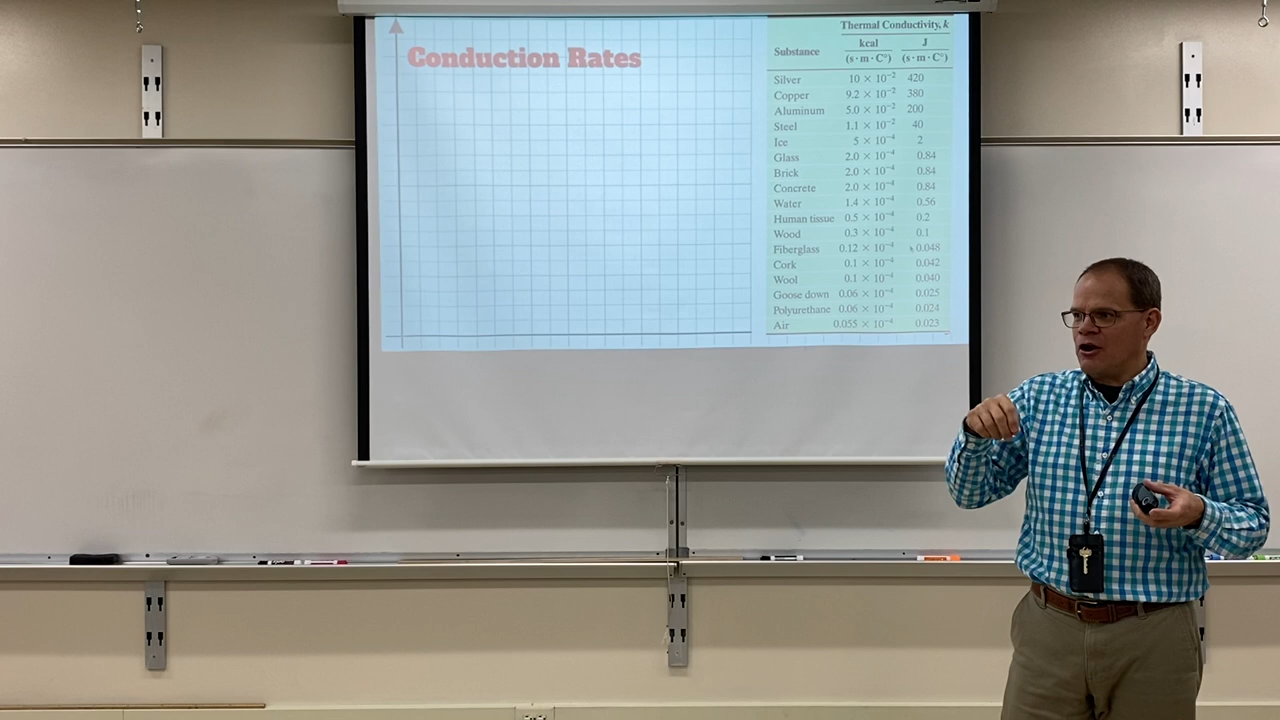 Conduction Rates
Thermal Conductivity, k
Substance
kcal
(s·m·C°)
J
(s·m·C°)
Silver 10 × 10⁻² 420
Copper 9.2 × 10⁻² 380
Aluminum 5.0 × 10⁻² 200
Steel 1.1 × 10⁻² 40
Ice 5 × 10⁻⁴ 2
Glass 2.0 × 10⁻⁴ 0.84
Brick 2.0 × 10⁻⁴ 0.84
Concrete 2.0 × 10⁻⁴ 0.84
Water 1.4 × 10⁻⁴ 0.56
Human tissue 0.5 × 10⁻⁴ 0.2
Wood 0.3 × 10⁻⁴ 0.1
Fiberglass 0.12 × 10⁻⁴ 0.048
Cork 0.1 × 10⁻⁴ 0.042
Wool 0.1 × 10⁻⁴ 0.040
Goose down 0.06 × 10⁻⁴ 0.025
Polyurethane 0.06 × 10⁻⁴ 0.024
Air 0.055 × 10⁻⁴ 0.023